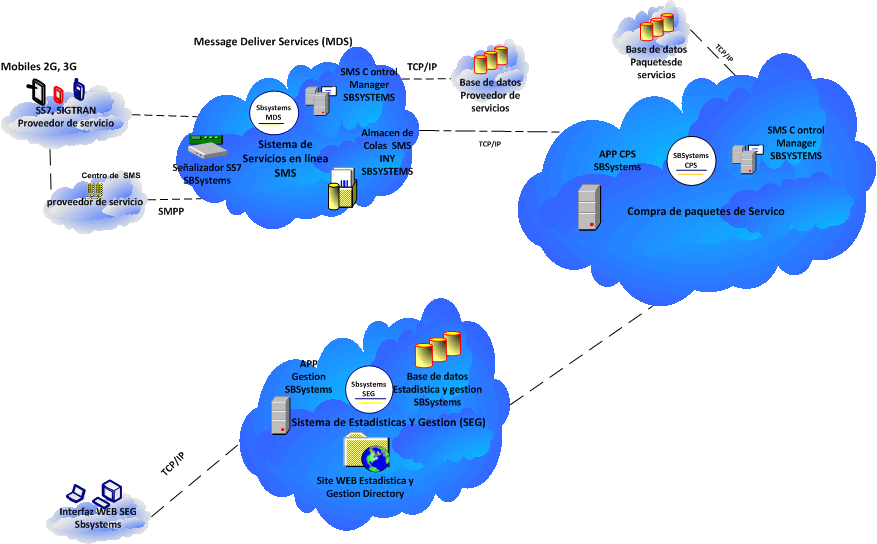 Message Deliver Services (MDS)
Mobiles 2G, 3G
SS7, SIGTRAN
Proveedor de servicio
Centro de SMS
proveedor de servicio
SMPP
Sbsystems
MDS
SMS C ontrol
Manager
SBSYSTEMS
Sistema de
Servicios en línea
SMS
Señalizador SS7
SBSystems
Almacen de
Colas SMS
INY
SBSYSTEMS
TCP/IP
Base de datos
Proveedor de
servicios
TCP/IP
Base de datos
Paquetesde
servicios
TCP/IP
APP CPS
SBSystems
SBSystems
CPS
SMS C ontrol
Manager
SBSYSTEMS
Compra de paquetes de Servico
APP
Gestion
SBSystems
Sbsystems
SEG
Base de datos
Estadistica y gestion
SBSystems
Sistema de Estadisticas Y Gestion (SEG)
Site WEB Estadistica y
Gestion Directory
TCP/IP
Interfaz WEB SEG
Sbsystems